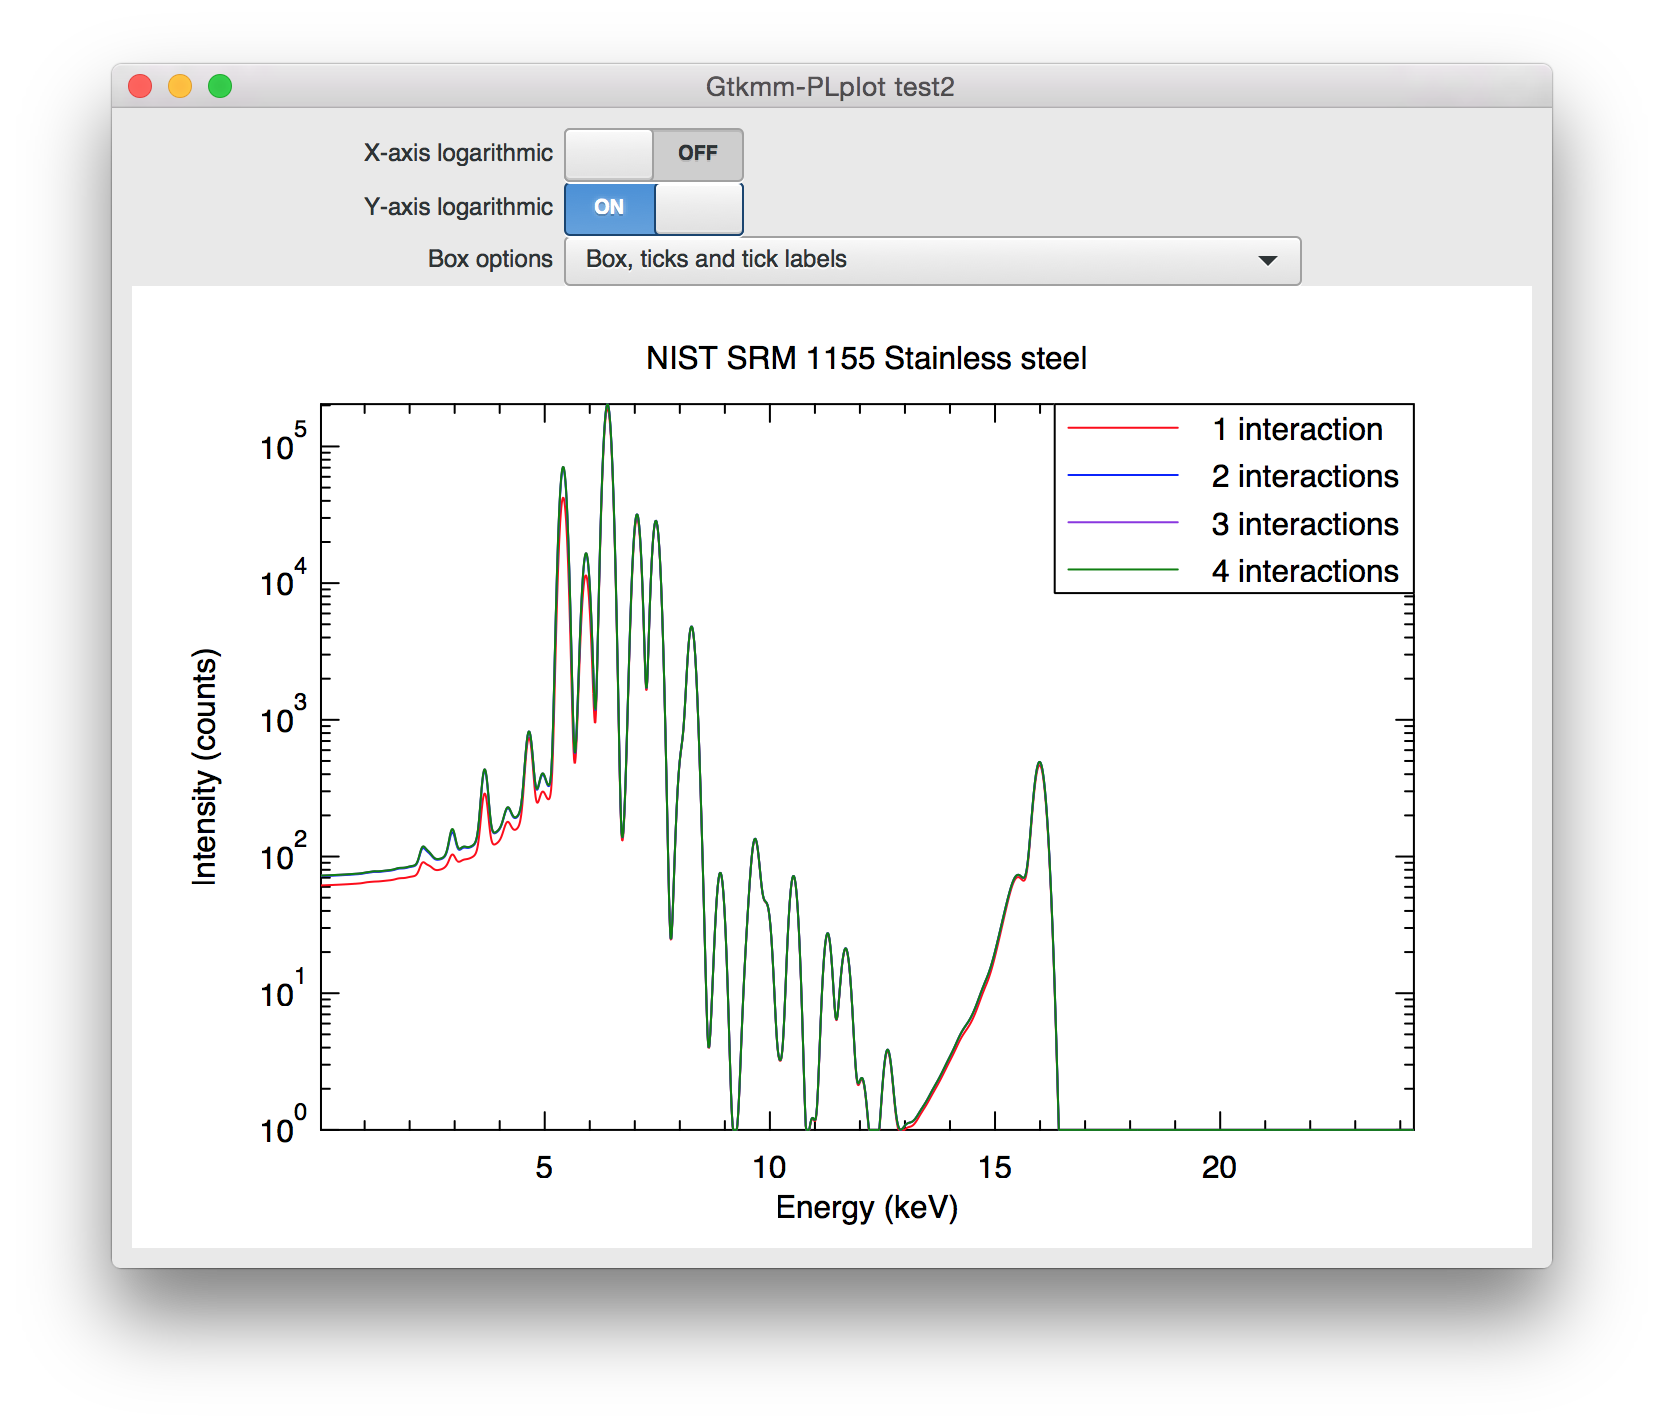 Gtkmm-PLplot test2
X-axis logarithmic OFF
Y-axis logarithmic ON
Box options Box, ticks and tick labels
NIST SRM 1155 Stainless steel
1 interaction
2 interactions
3 interactions
4 interactions
Intensity (counts)
10^5
10^4
10^3
10^2
10^1
10^0
5 10 15 20
Energy (keV)